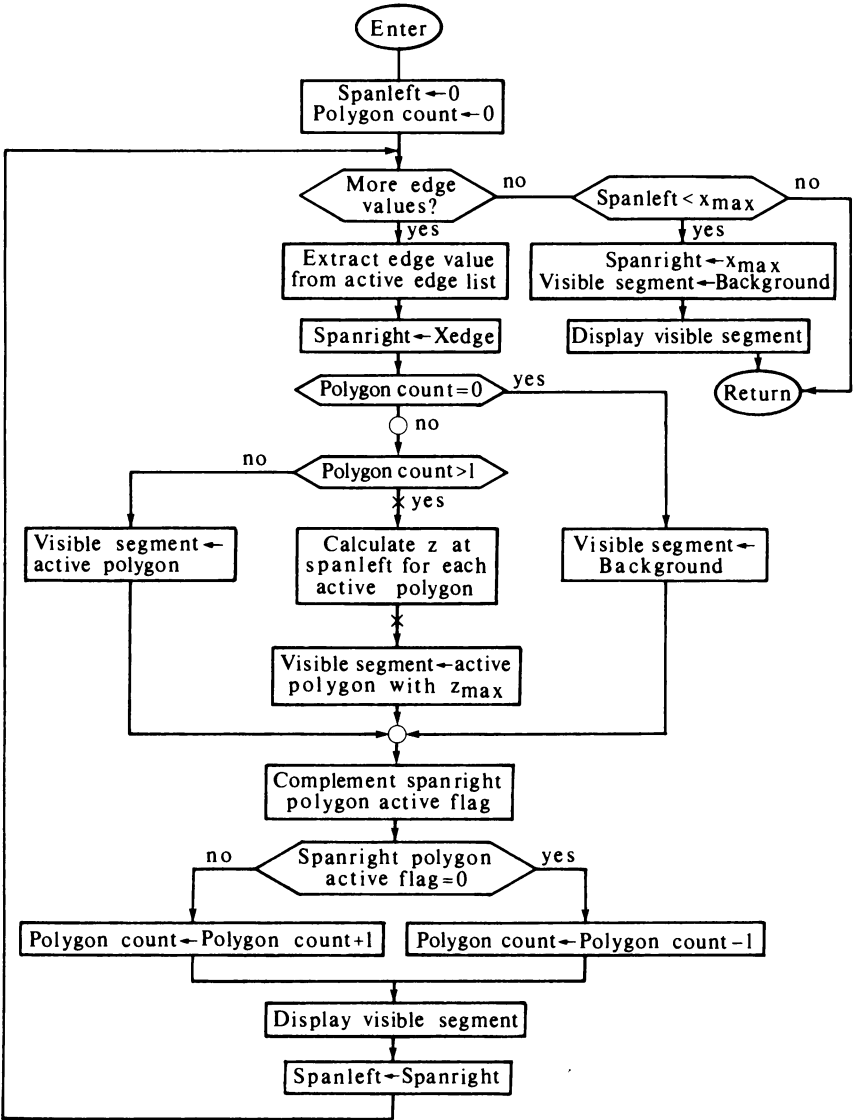 Enter
Spanleft←0
Polygon count←0
More edge
values?
no
Spanleft < xmax
no
yes
yes
Extract edge value
from active edge list
Spanright←xmax
Visible segment←Background
Spanright←Xedge
Display visible segment
Polygon count=0
yes
Return
no
no
Polygon count>1
yes
Visible segment←
active polygon
Calculate z at
spanleft for each
active polygon
Visible segment←
Background
Visible segment←active
polygon with zmax
Complement spanright
polygon active flag
no
Spanright polygon
active flag=0
yes
Polygon count←Polygon count+1
Polygon count←Polygon count−1
Display visible segment
Spanleft←Spanright